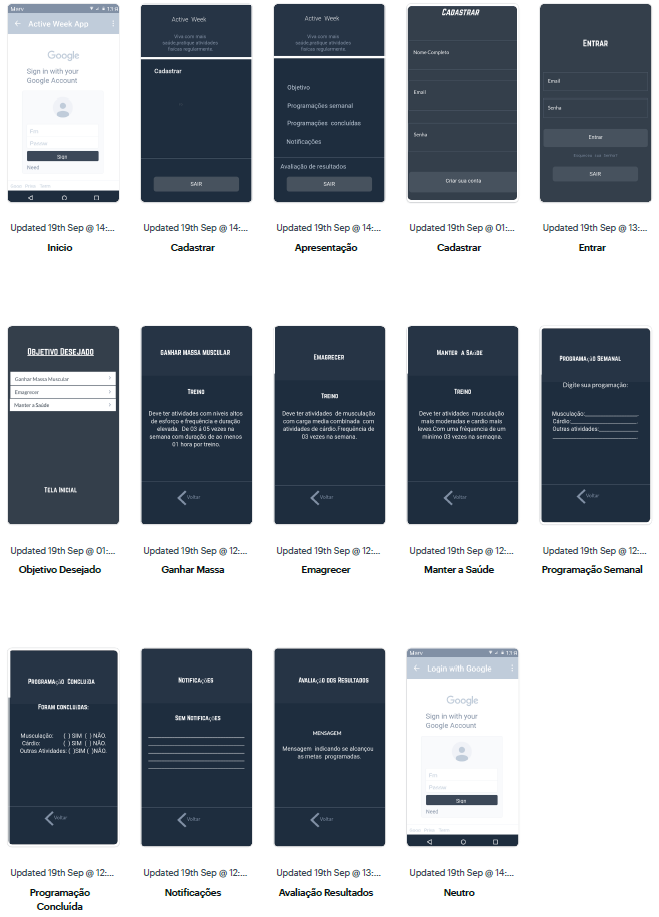 Active Week App
Google
Sign in with your
Google Account
Sign
Need
Updated 19th Sep @ 14:...
Inicio
Active Week
Viva com mais
saúde,pratique atividades
físicas regularmente.
Cadastrar
SAIR
Updated 19th Sep @ 14:...
Cadastrar
Active Week
Viva com mais
saúde,pratique atividades
físicas regularmente.
Objetivo
Programações semanal
Programações concluídas
Notificações
Avaliação de resultados
SAIR
Updated 19th Sep @ 14:...
Apresentação
CADASTRAR
Nome Completo
Email
Senha
Criar sua conta
Updated 19th Sep @ 01:...
Cadastrar
ENTRAR
Email
Senha
Entrar
SAIR
Updated 19th Sep @ 13:...
Entrar
OBJETIVO DESEJADO
Ganhar Massa Muscular
Emagrecer
Manter a Saúde
TELA INICIAL
Updated 19th Sep @ 01:...
Objetivo Desejado
GANHAR MASSA MUSCULAR
TREINO
Deve ter atividades com niveis altos
de esforço e frequência e duração
elevada. De 03 á 05 vezes na
semana com duração de ao menos
01 hora por treino.
Voltar
Updated 19th Sep @ 12:...
Ganhar Massa
EMAGRECER
TREINO
Deve ter atividades de musculação
com carga media combinada com
atividades de cárdio.Frequência de
03 vezes na semana.
Voltar
Updated 19th Sep @ 12:...
Emagrecer
MANTER A SAúDE
TREINO
Deve ter atividades musculação
mais moderadas e cardio mais
leves.Com uma frèquencia de um
mínimo 03 vezes na semaqna.
Voltar
Updated 19th Sep @ 12:...
Manter a Saúde
PROGRAMAçãO SEMANAL
Digite sua progamação:
Musculação:
Cárdio:
Outras atividades:
Voltar
Updated 19th Sep @ 12:...
Programação Semanal
PROGRAMAçãO CONCLUíDA
FORAM CONCLUíDAS:
Musculação: ( ) SIM ( ) NÃO.
Cárdio: ( ) SIM ( ) NÃO.
Outras Atividades: ( )SIM ( )NÃO.
Voltar
Updated 19th Sep @ 12:...
Programação
Concluída
NOTIFICAçõES
SEM NOTIFICAçõES
Voltar
Updated 19th Sep @ 12:...
Notificações
AVALIAçãO DOS RESULTADOS
MENSAGEM
Mensagem indicando se alcançou
as metas programadas.
Voltar
Updated 19th Sep @ 13:...
Avaliação Resultados
Login with Google
Google
Sign in with your
Google Account
Sign
Need
Updated 19th Sep @ 14:...
Neutro